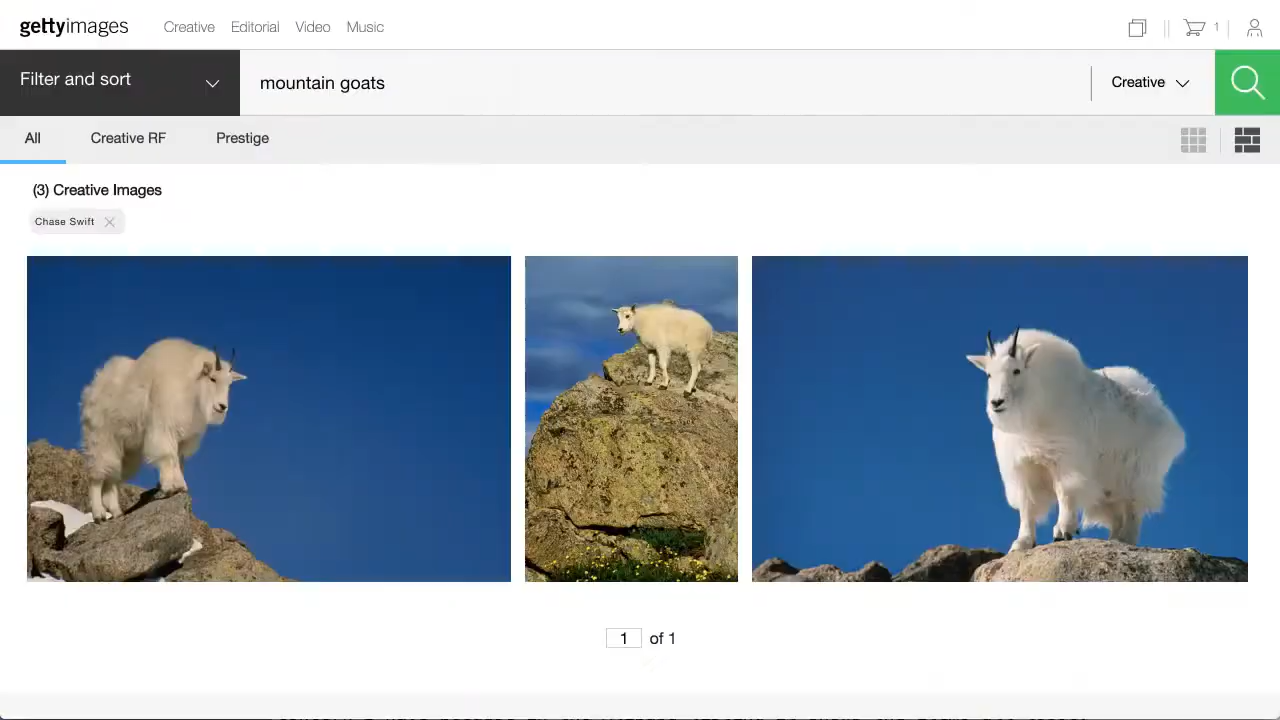 gettyimages Creative Editorial Video Music 1
Filter and sort mountain goats Creative
All Creative RF Prestige
(3) Creative Images
Chase Swift
1 of 1